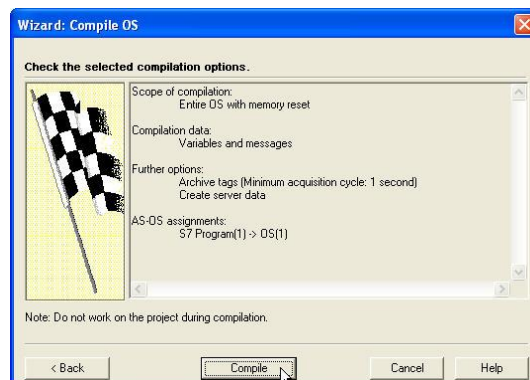 Wizard: Compile OS
Check the selected compilation options.
Scope of compilation:
Entire OS with memory reset
Compilation data:
Variables and messages
Further options:
Archive tags (Minimum acquisition cycle: 1 second)
Create server data
AS-OS assignments:
S7 Program(1) -> OS(1)
Note: Do not work on the project during compilation.
< Back
Compile
Cancel
Help